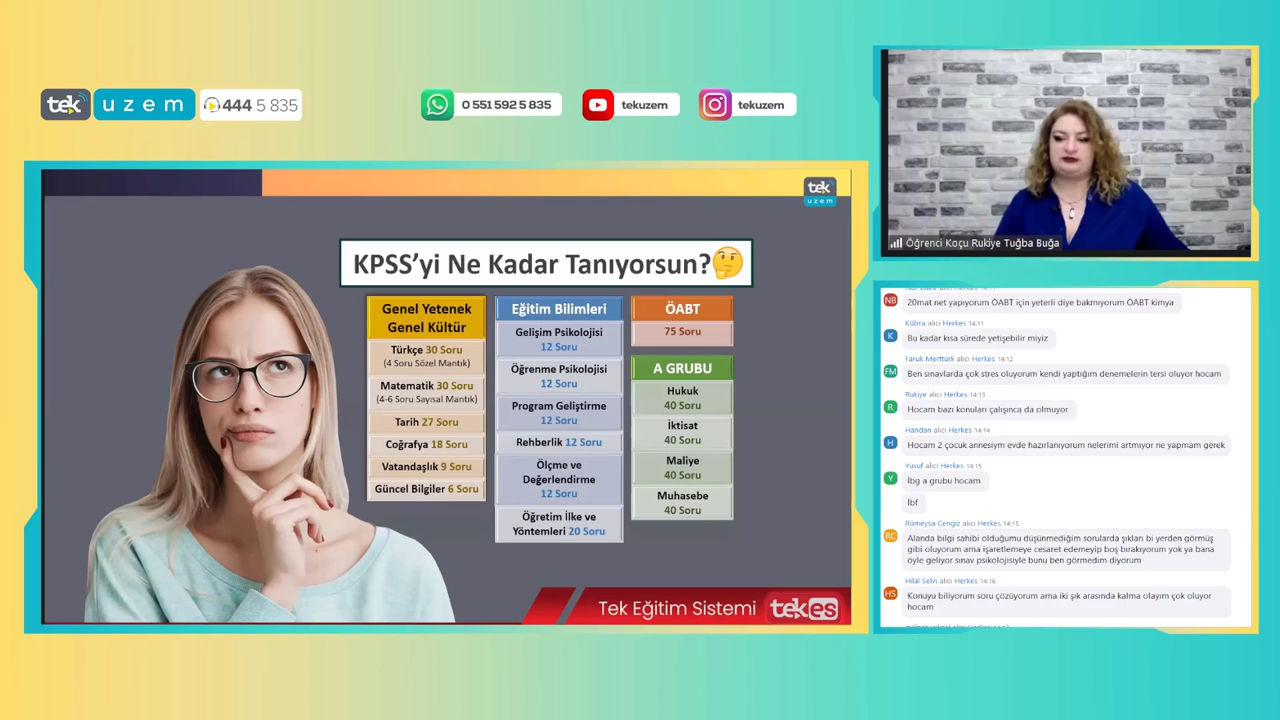 tek uzem 444 5 835
0 551 592 5 835
tekuzem
tekuzem
tek
uzem
KPSS'yi Ne Kadar Tanıyorsun?🤔
Genel Yetenek
Genel Kültür
Türkçe 30 Soru
(4 Soru Sözel Mantık)
Matematik 30 Soru
(4-6 Soru Sayısal Mantık)
Tarih 27 Soru
Coğrafya 18 Soru
Vatandaşlık 9 Soru
Güncel Bilgiler 6 Soru
Eğitim Bilimleri
Gelişim Psikolojisi
12 Soru
Öğrenme Psikolojisi
12 Soru
Program Geliştirme
12 Soru
Rehberlik 12 Soru
Ölçme ve
Değerlendirme
12 Soru
Öğretim İlke ve
Yöntemleri 20 Soru
ÖABT
75 Soru
A GRUBU
Hukuk
40 Soru
İktisat
40 Soru
Maliye
40 Soru
Muhasebe
40 Soru
Tek Eğitim Sistemi tekes
Öğrenci Koçu Rukiye Tuğba Buğa
NB
20mat net yapıyorum ÖABT için yeterli diye bakmıyorum ÖABT kimya
Kübra alıcı Herkes 14:11
K
Bu kadar kısa sürede yetişebilir miyiz
Faruk Merttürk alıcı Herkes 14:12
FM
Ben sınavlarda çok stres oluyorum kendi yaptığım denemelerin tersi oluyor hocam
Rukiye alıcı Herkes 14:13
R
Hocam bazı konuları çalışınca da olmuyor
Handan alıcı Herkes 14:14
H
Hocam 2 çocuk annesiym evde hazırlanıyorum nelerimi artmıyor ne yapmam gerek
Yusuf alıcı Herkes 14:15
Y
İbg a grubu hocam
İbf
Rümeysa Cengiz alıcı Herkes 14:15
RC
Alanda bilgi sahibi olduğumu düşünmediğim sorularda şıkları bi yerden görmüş
gibi oluyorum ama işaretlemeye cesaret edemeyip boş bırakıyorum yok ya bana
öyle geliyor sınav psikolojisiyle bunu ben görmedim diyorum
Hilal Selvi alıcı Herkes 14:16
HS
Konuyu biliyorum soru çözüyorum ama iki şık arasında kalma olayım çok oluyor
hocam